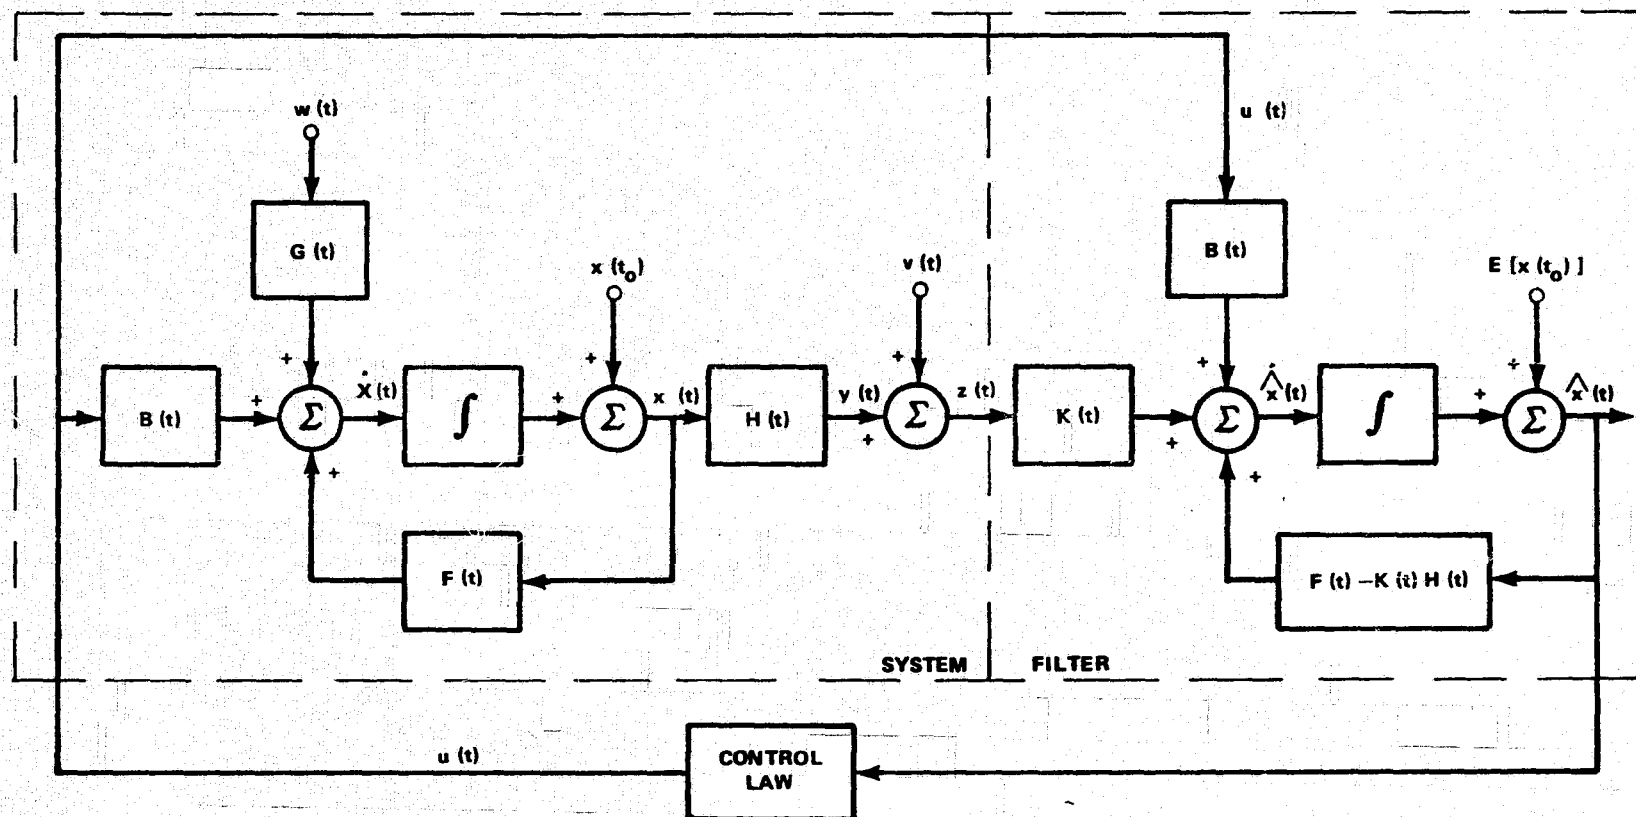 u (t)
w (t)
G (t)
B (t)
x (t₀)
v (t)
E [x (t₀) ]
+
+
+
+
÷
B (t)
+
Σ
Ẋ (t)
∫
+
Σ
x (t)
H (t)
y (t)
+
Σ
z (t)
K (t)
+
Σ
x̂̇ (t)
∫
+
Σ
x̂ (t)
+
+
F (t)
F (t) –K (t) H (t)
SYSTEM
FILTER
u (t)
CONTROL
LAW